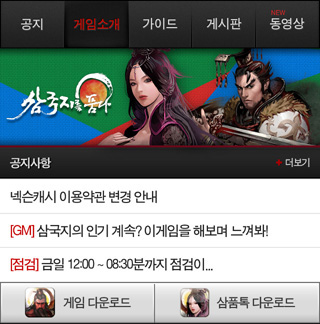 공지 게임소개 가이드 게시판 NEW 동영상
삼국지를 품다
공지사항 + 더보기
넥슨캐시 이용약관 변경 안내
[GM] 삼국지의 인기 계속? 이게임을 해보며 느껴봐!
[점검] 금일 12:00 ~ 08:30분까지 점검이...
게임 다운로드 삼품톡 다운로드